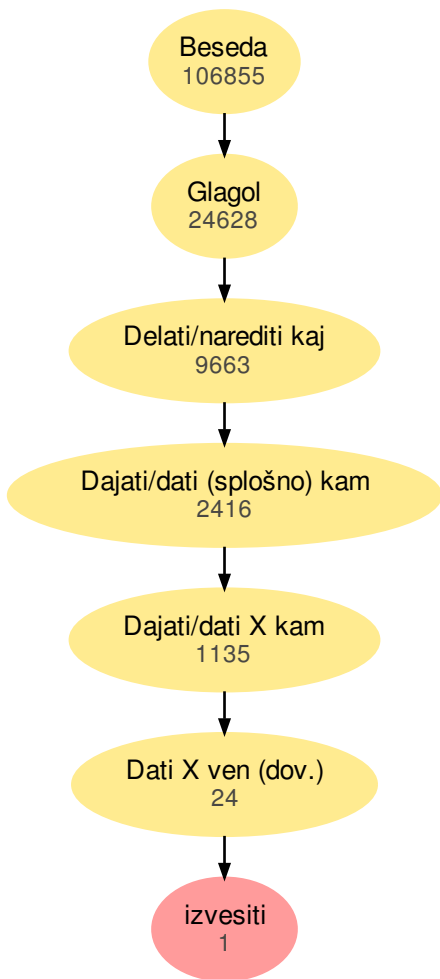 Beseda
106855
Glagol
24628
Delati/narediti kaj
9663
Dajati/dati (splošno) kam
2416
Dajati/dati X kam
1135
Dati X ven (dov.)
24
izvesiti
1